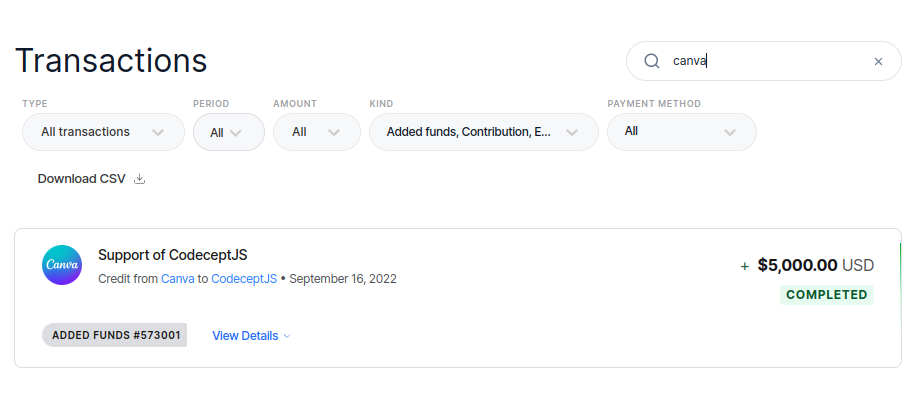 Transactions
canva
TYPE
PERIOD
AMOUNT
KIND
PAYMENT METHOD
All transactions
All
All
Added funds, Contribution, E...
All
Download CSV
Canva
Support of CodeceptJS
Credit from Canva to CodeceptJS • September 16, 2022
+ $5,000.00 USD
COMPLETED
ADDED FUNDS #573001
View Details